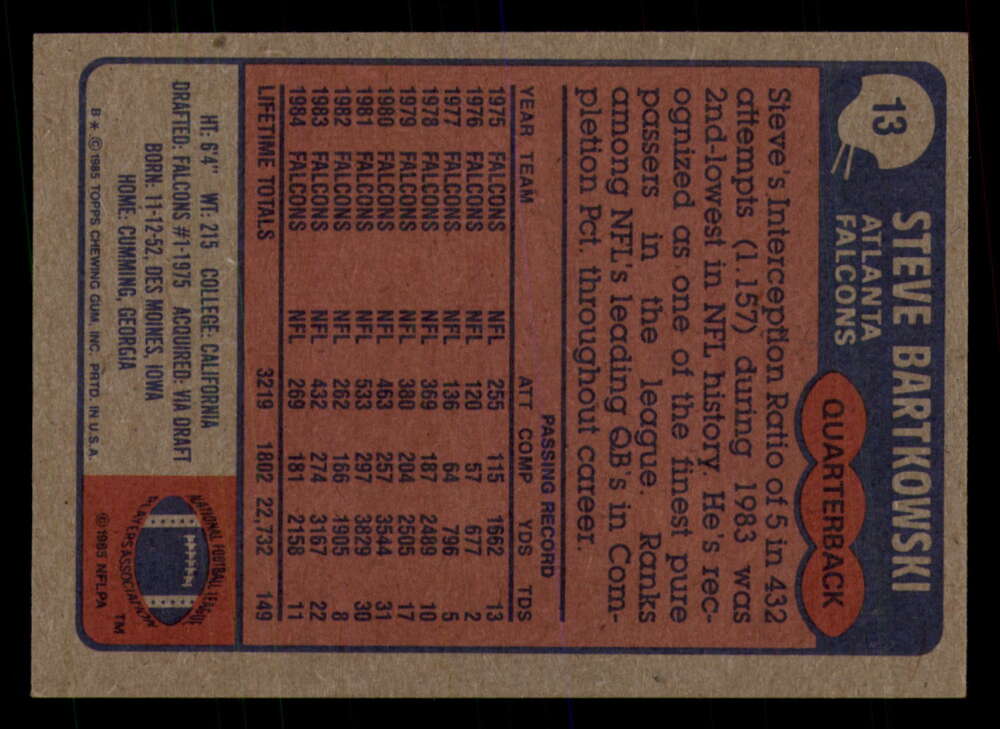 13
STEVE BARTKOWSKI
ATLANTA
FALCONS
QUARTERBACK
Steve's Interception Ratio of 5 in 432
attempts (1.157) during 1983 was
2nd-lowest in NFL history. He's rec-
ognized as one of the finest pure
passers in the league. Ranks
among NFL's leading QB's in Com-
pletion Pct. throughout career.
PASSING RECORD
YEAR TEAM ATT COMP YDS TDS
1975 FALCONS NFL 255 115 1662 13
1976 FALCONS NFL 120 57 677 2
1977 FALCONS NFL 136 64 796 5
1978 FALCONS NFL 369 187 2489 10
1979 FALCONS NFL 380 204 2505 17
1980 FALCONS NFL 463 257 3544 31
1981 FALCONS NFL 533 297 3829 30
1982 FALCONS NFL 262 166 1905 8
1983 FALCONS NFL 432 274 3167 22
1984 FALCONS NFL 269 181 2158 11
LIFETIME TOTALS 3219 1802 22,732 149
HT: 6'4" WT: 215 COLLEGE: CALIFORNIA
DRAFTED: FALCONS #1-1975 ACQUIRED: VIA DRAFT
BORN: 11-12-52, DES MOINES, IOWA
HOME: CUMMING, GEORGIA
B* © 1985 TOPPS CHEWING GUM, INC. PRTD. IN U.S.A.
NATIONAL FOOTBALL LEAGUE
PLAYERS ASSOCIATION
TM
© 1985 NFLPA